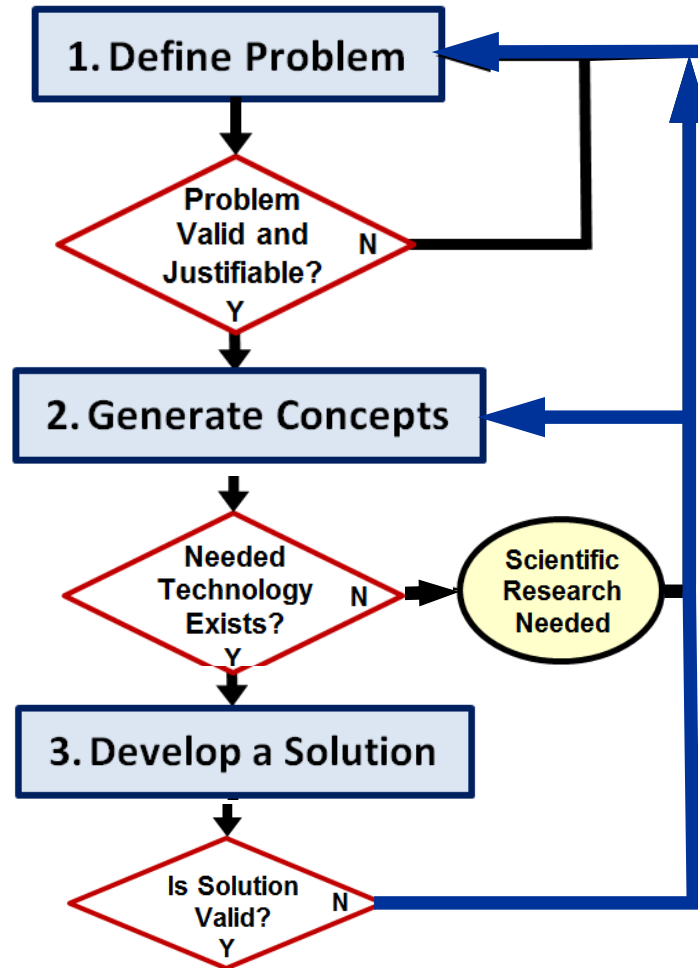 1. Define Problem
Problem
Valid and
Justifiable?
N
Y
2. Generate Concepts
Needed
Technology
Exists?
N
Y
Scientific
Research
Needed
3. Develop a Solution
Is Solution
Valid?
N
Y